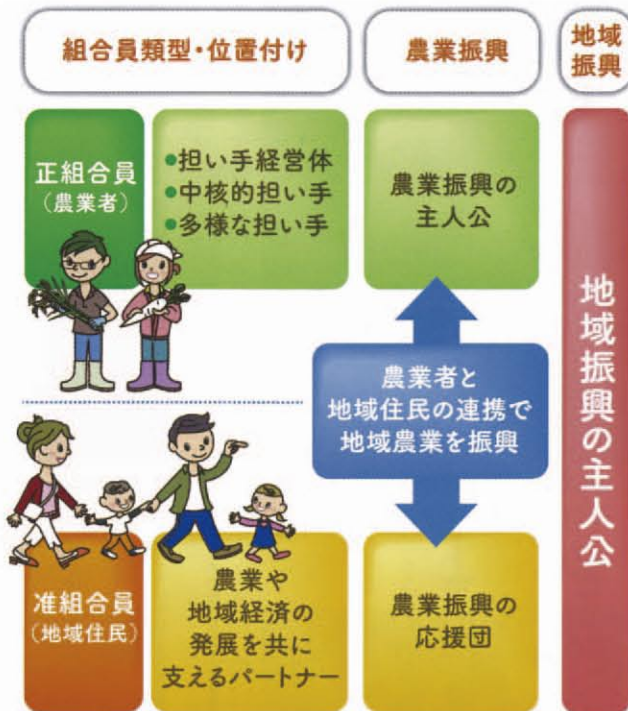 組合員類型・位置付け
農業振興
地域
振興
正組合員
（農業者）
●担い手経営体
●中核的担い手
●多様な担い手
農業振興の
主人公
農業者と
地域住民の連携で
地域農業を振興
准組合員
（地域住民）
農業や
地域経済の
発展を共に
支えるパートナー
農業振興の
応援団
地域振興の主人公